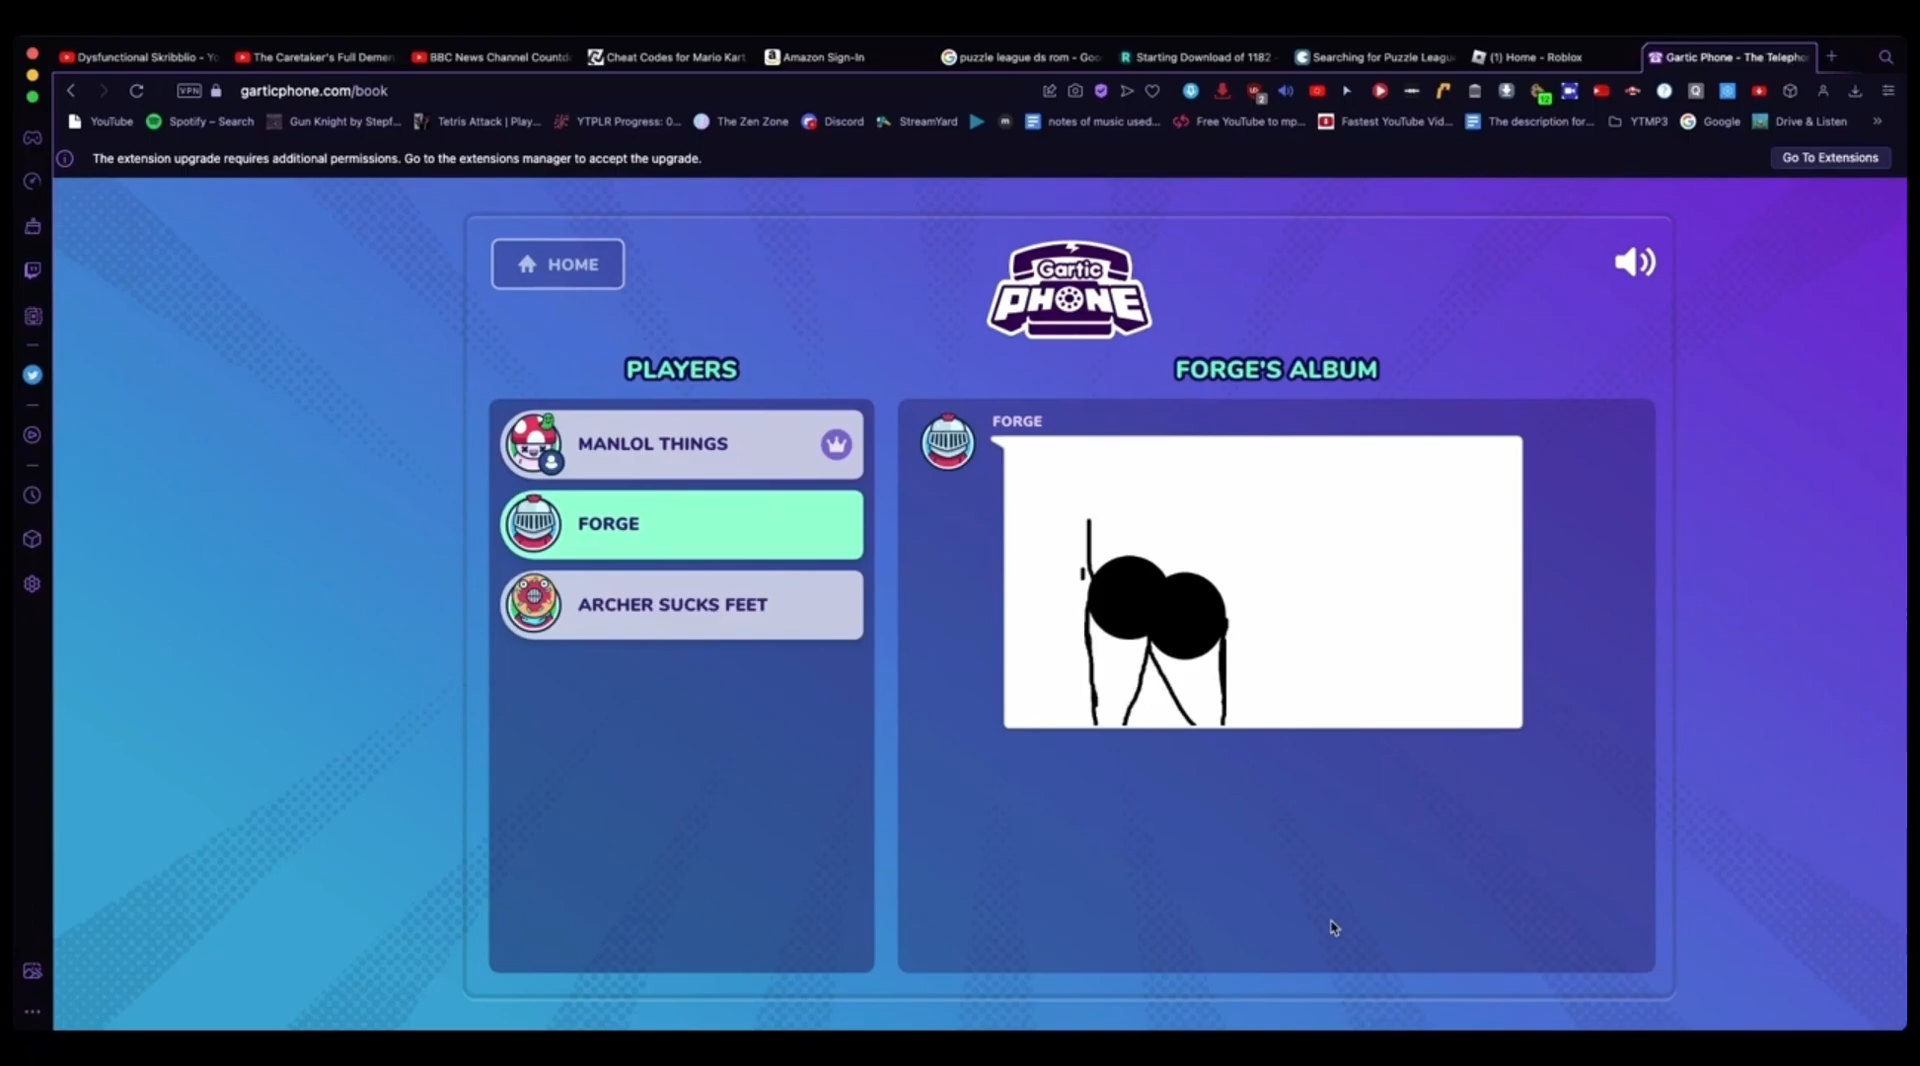 Dysfunctional Skribblio - Yo
The Caretaker's Full Demen
BBC News Channel Countd
Cheat Codes for Mario Kart
Amazon Sign-In
puzzle league ds rom - Goo
Starting Download of 1182
Searching for Puzzle Leagu
(1) Home - Roblox
Gartic Phone - The Telepho
VPN
garticphone.com/book
2
12
YouTube
Spotify – Search
Gun Knight by Stepf...
Tetris Attack | Play...
YTPLR Progress: 0...
The Zen Zone
Discord
StreamYard
m
notes of music used...
Free YouTube to mp...
Fastest YouTube Vid...
The description for...
YTMP3
Google
Drive & Listen
The extension upgrade requires additional permissions. Go to the extensions manager to accept the upgrade.
Go To Extensions
HOME
Gartic
PHONE
PLAYERS
FORGE'S ALBUM
MANLOL THINGS
FORGE
ARCHER SUCKS FEET
FORGE